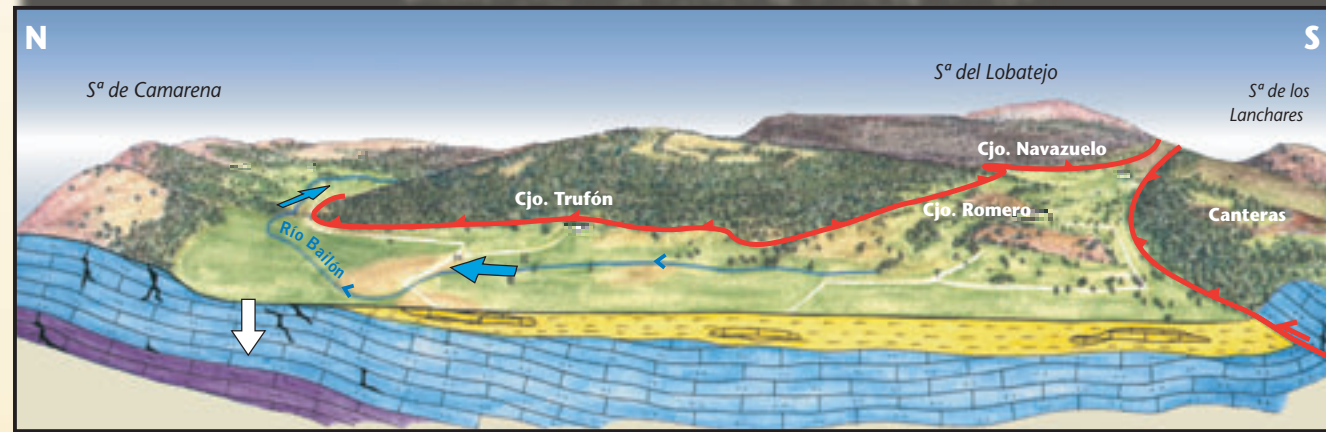 N
S
Sª de Camarena
Sª del Lobatejo
Sª de los
Lanchares
Cjo. Navazuelo
Cjo. Trufón
Cjo. Romero
Canteras
Río Bailón